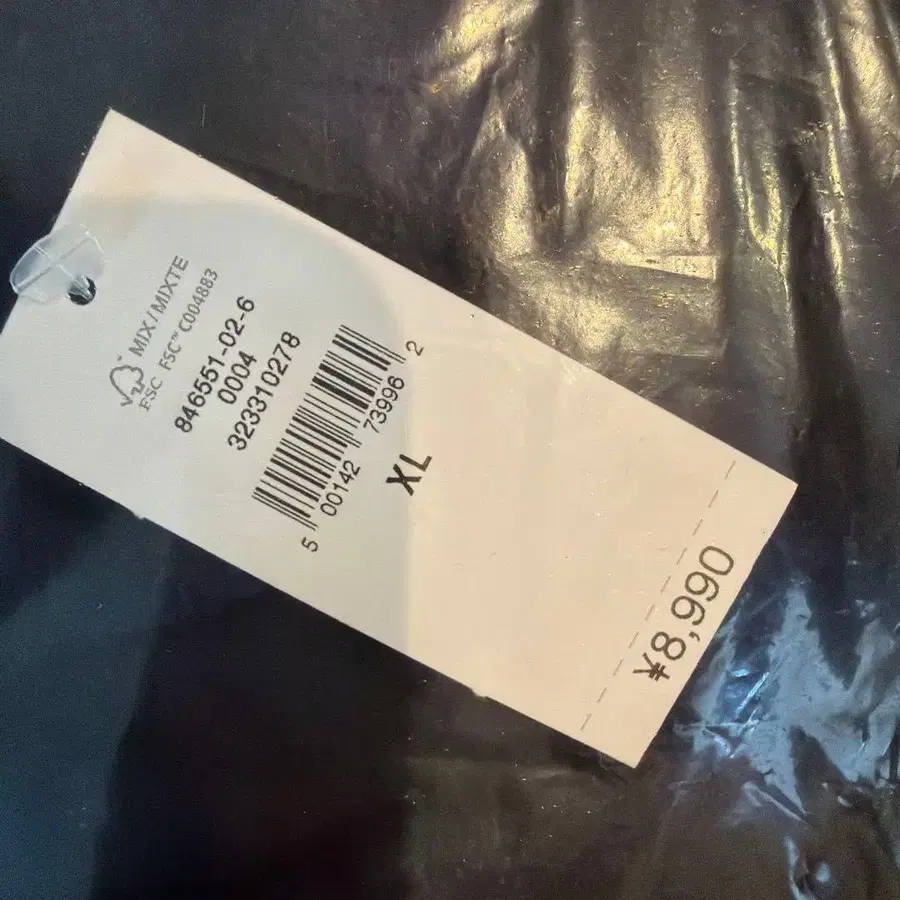 MIX / MIXTE
FSC FSC™ C004883
846551-02-6
0004
323310278
5 00142 73996 2
XL
¥8,990